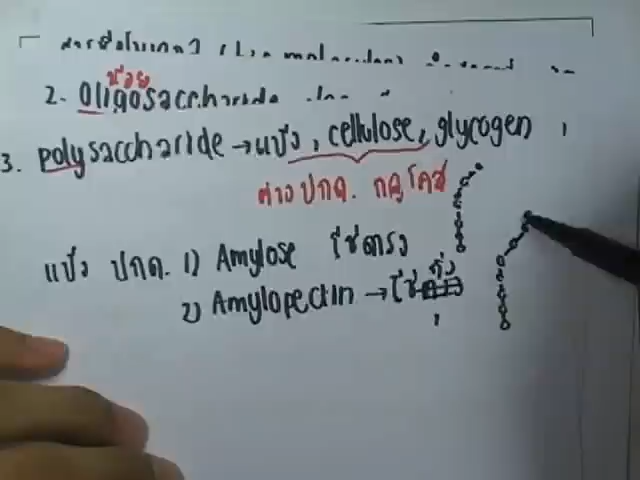 น้อย
2. Oligosaccharide
3. polysaccharide → แป้ง, cellulose, glycogen,
ต่าง ปกด. กลูโคส
แป้ง ปกด. 1) Amylose โซ่ตรง
กิ่ง
2) Amylopectin → โซ่